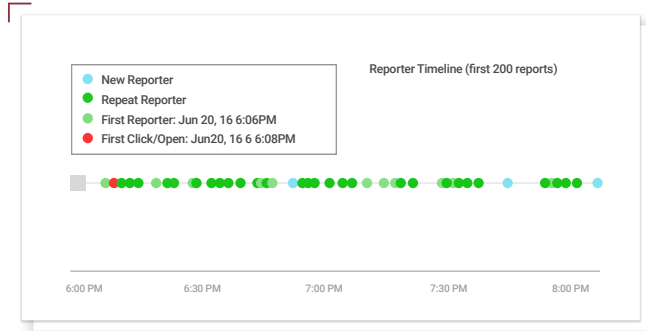 Reporter Timeline (first 200 reports)
New Reporter
Repeat Reporter
First Reporter: Jun 20, 16 6:06PM
First Click/Open: Jun20, 16 6 6:08PM
6:00 PM 6:30 PM 7:00 PM 7:30 PM 8:00 PM